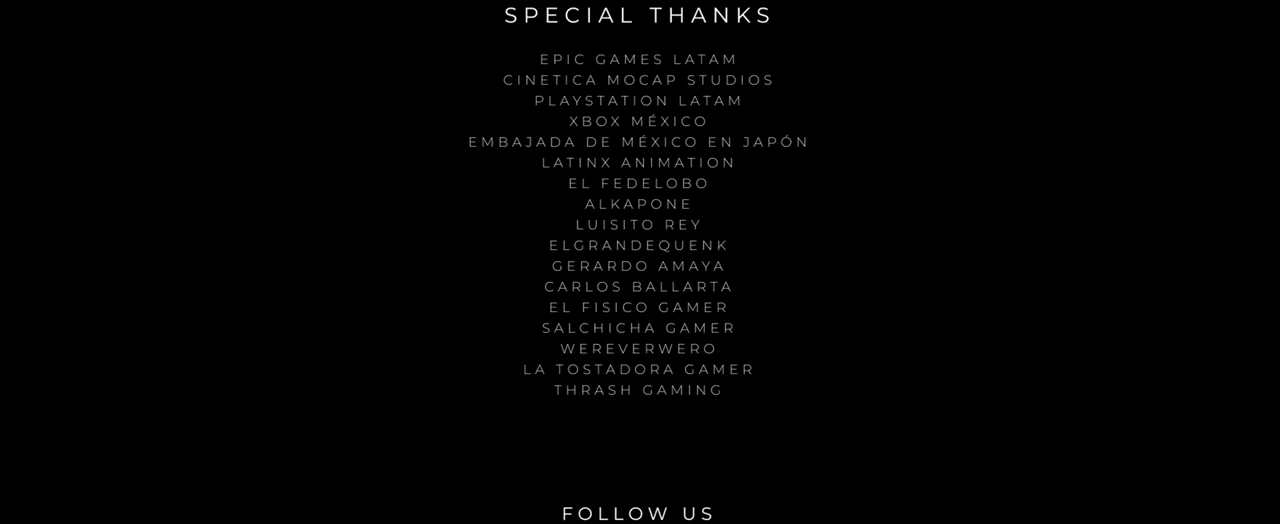 SPECIAL THANKS
EPIC GAMES LATAM
CINETICA MOCAP STUDIOS
PLAYSTATION LATAM
XBOX MÉXICO
EMBAJADA DE MÉXICO EN JAPÓN
LATINX ANIMATION
EL FEDELOBO
ALKAPONE
LUISITO REY
ELGRANDEQUENK
GERARDO AMAYA
CARLOS BALLARTA
EL FISICO GAMER
SALCHICHA GAMER
WEREVERWERO
LA TOSTADORA GAMER
THRASH GAMING
FOLLOW US